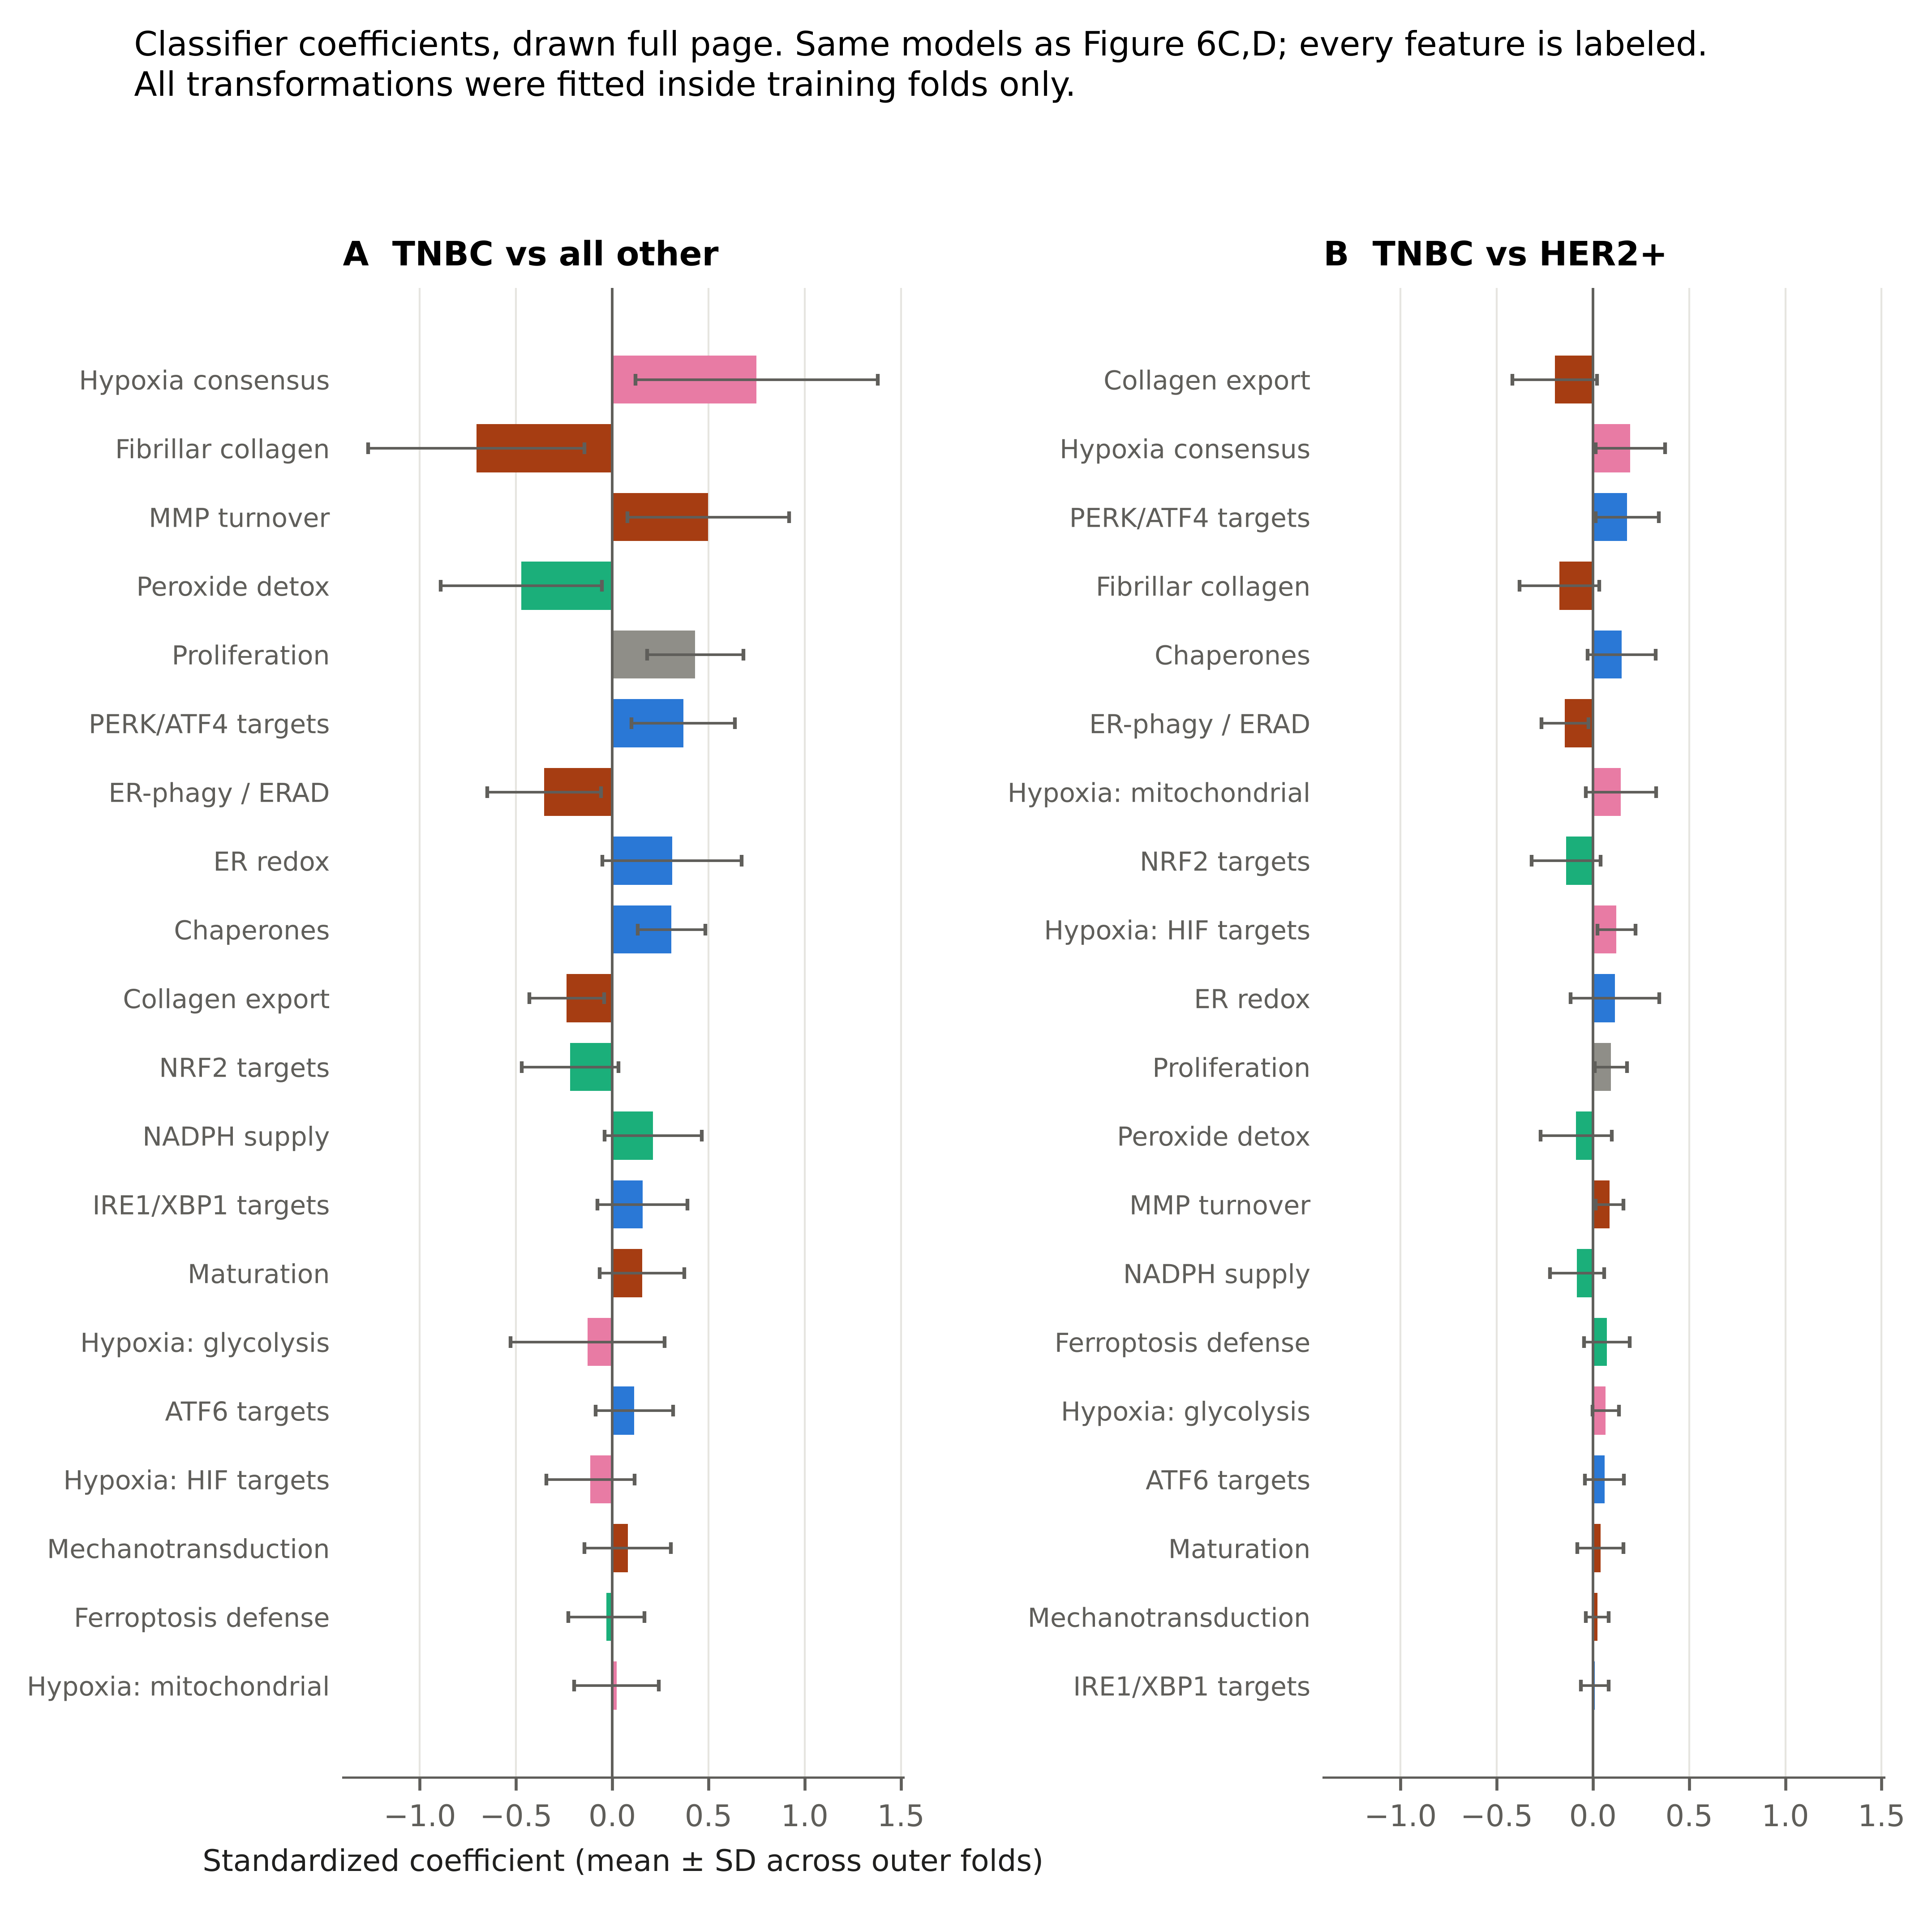 Classifier coefficients, drawn full page. Same models as Figure 6C,D; every feature is labeled.
All transformations were fitted inside training folds only.
A TNBC vs all other
Hypoxia consensus
Fibrillar collagen
MMP turnover
Peroxide detox
Proliferation
PERK/ATF4 targets
ER-phagy / ERAD
ER redox
Chaperones
Collagen export
NRF2 targets
NADPH supply
IRE1/XBP1 targets
Maturation
Hypoxia: glycolysis
ATF6 targets
Hypoxia: HIF targets
Mechanotransduction
Ferroptosis defense
Hypoxia: mitochondrial
−1.0 −0.5 0.0 0.5 1.0 1.5
Standardized coefficient (mean ± SD across outer folds)
B TNBC vs HER2+
Collagen export
Hypoxia consensus
PERK/ATF4 targets
Fibrillar collagen
Chaperones
ER-phagy / ERAD
Hypoxia: mitochondrial
NRF2 targets
Hypoxia: HIF targets
ER redox
Proliferation
Peroxide detox
MMP turnover
NADPH supply
Ferroptosis defense
Hypoxia: glycolysis
ATF6 targets
Maturation
Mechanotransduction
IRE1/XBP1 targets
−1.0 −0.5 0.0 0.5 1.0 1.5